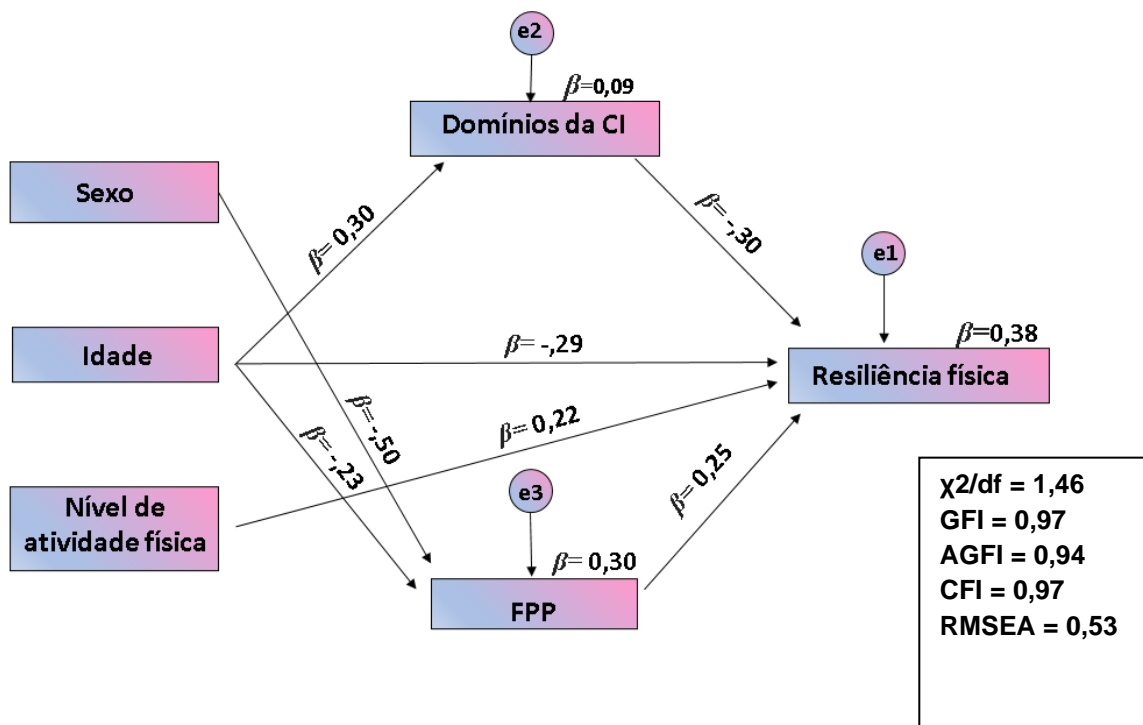 e2
β=0,09
Domínios da CI
Sexo
β= 0,30
β= -,30
e1
β=0,38
Idade
β= -,29
Resiliência física
β= -,50
β= -,23
β= 0,22
β= 0,25
Nível de
atividade física
e3
β= 0,30
FPP
χ2/df = 1,46
GFI = 0,97
AGFI = 0,94
CFI = 0,97
RMSEA = 0,53